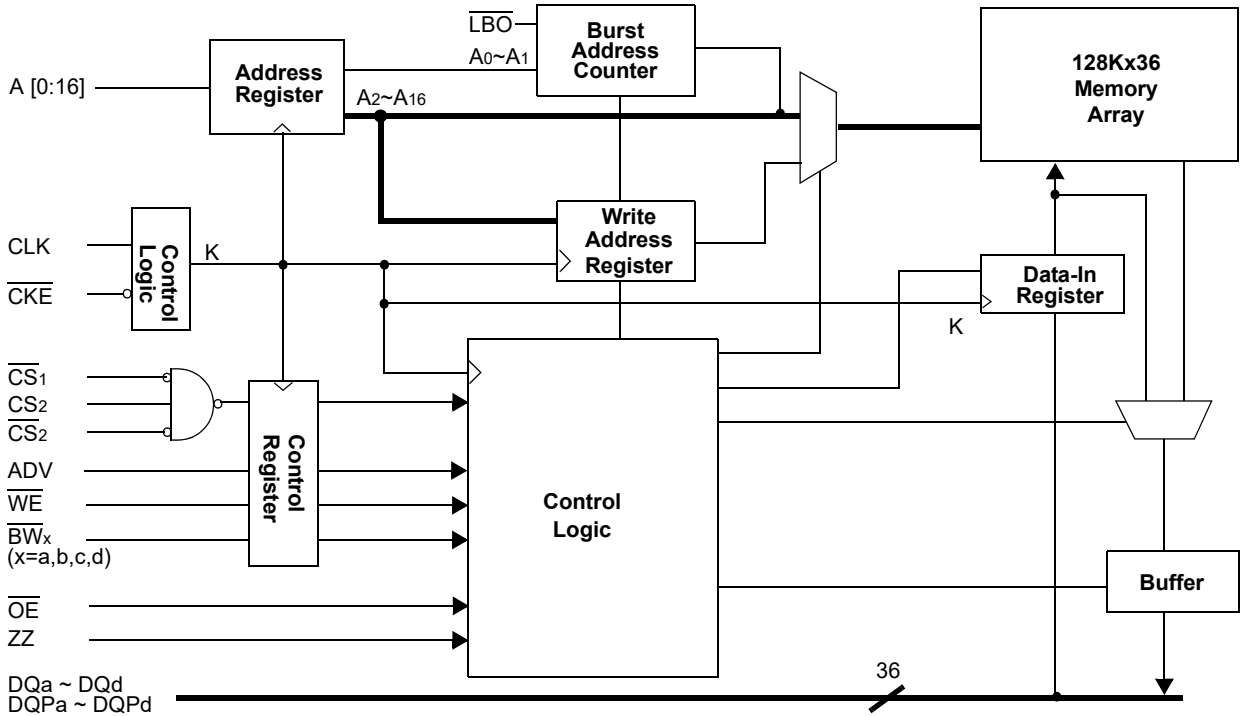 A [0:16]
Address
Register
LBO
A0~A1
A2~A16
Burst
Address
Counter
128Kx36
Memory
Array
CLK
CKE
Control
Logic
K
Write
Address
Register
Data-In
Register
K
CS1
CS2
CS2
ADV
WE
BWx
(x=a,b,c,d)
Control
Register
Control
Logic
OE
ZZ
Buffer
DQa ~ DQd
DQPa ~ DQPd
36